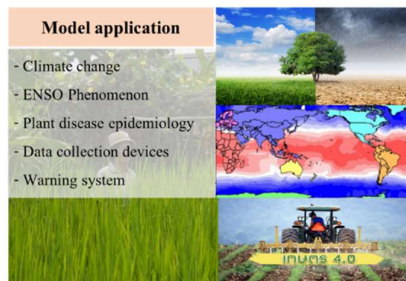 Model application
- Climate change
- ENSO Phenomenon
- Plant disease epidemiology
- Data collection devices
- Warning system
เกษตร 4.0